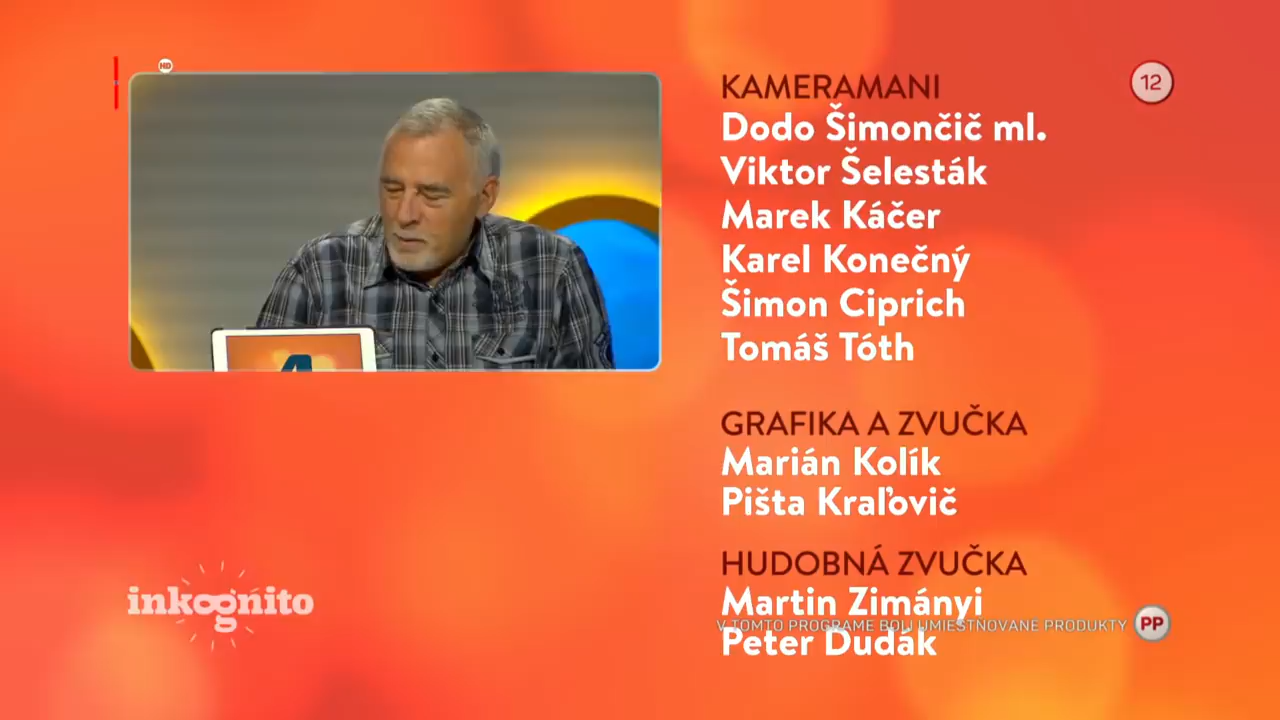 HD
KAMERAMANI
12
Dodo Šimončič ml.
Viktor Šelesták
Marek Káčer
Karel Konečný
Šimon Ciprich
Tomáš Tóth
GRAFIKA A ZVUČKA
Marián Kolík
Pišta Kraľovič
HUDOBNÁ ZVUČKA
Martin Zimányi
V TOMTO PROGRAME BOLI UMIESTŇOVANÉ PRODUKTY PP
Peter Dudák
inkognito